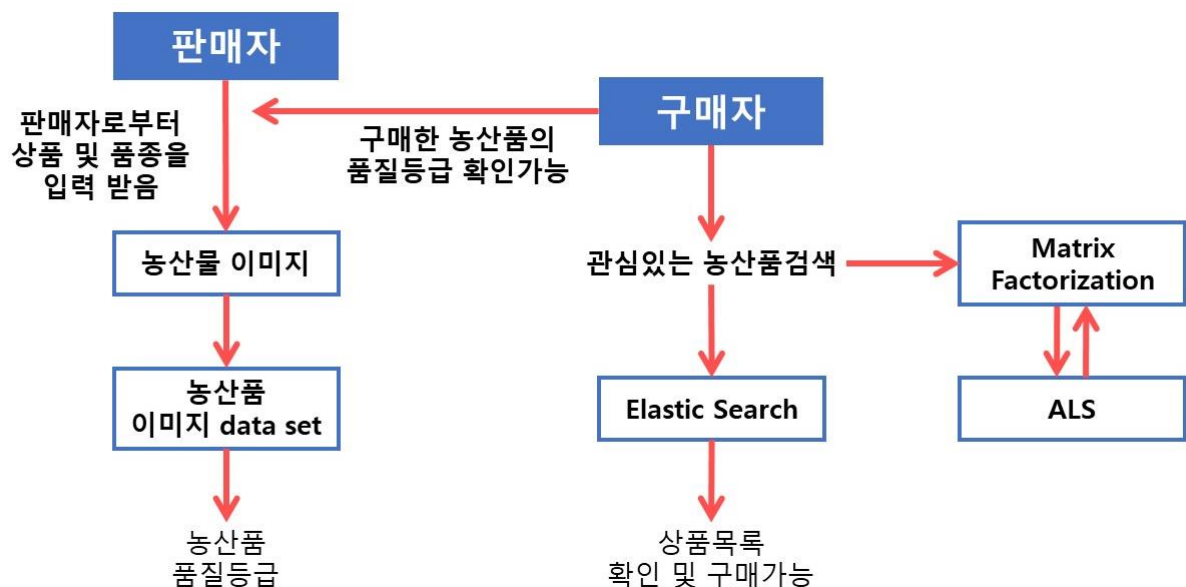 판매자
판매자로부터
상품 및 품종을
입력 받음
구매한 농산품의
품질등급 확인가능
구매자
농산물 이미지
관심있는 농산품검색
Matrix
Factorization
농산품
이미지 data set
Elastic Search
ALS
농산품
품질등급
상품목록
확인 및 구매가능